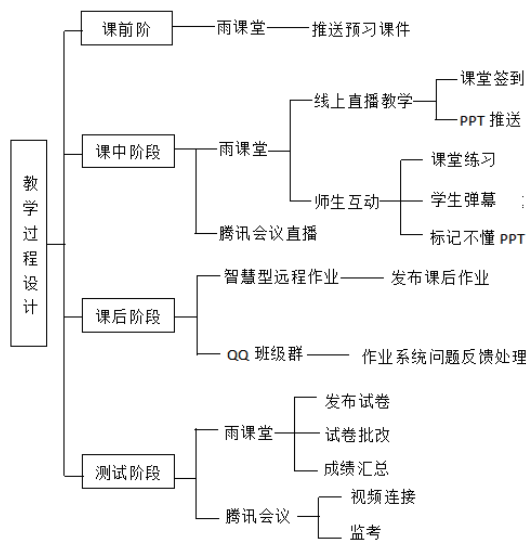 教学过程设计
课前阶
雨课堂
推送预习课件
课中阶段
雨课堂
线上直播教学
课堂签到
PPT 推送
师生互动
课堂练习
学生弹幕
标记不懂 PPT
腾讯会议直播
课后阶段
智慧型远程作业
发布课后作业
QQ 班级群
作业系统问题反馈处理
测试阶段
雨课堂
发布试卷
试卷批改
成绩汇总
腾讯会议
视频连接
监考